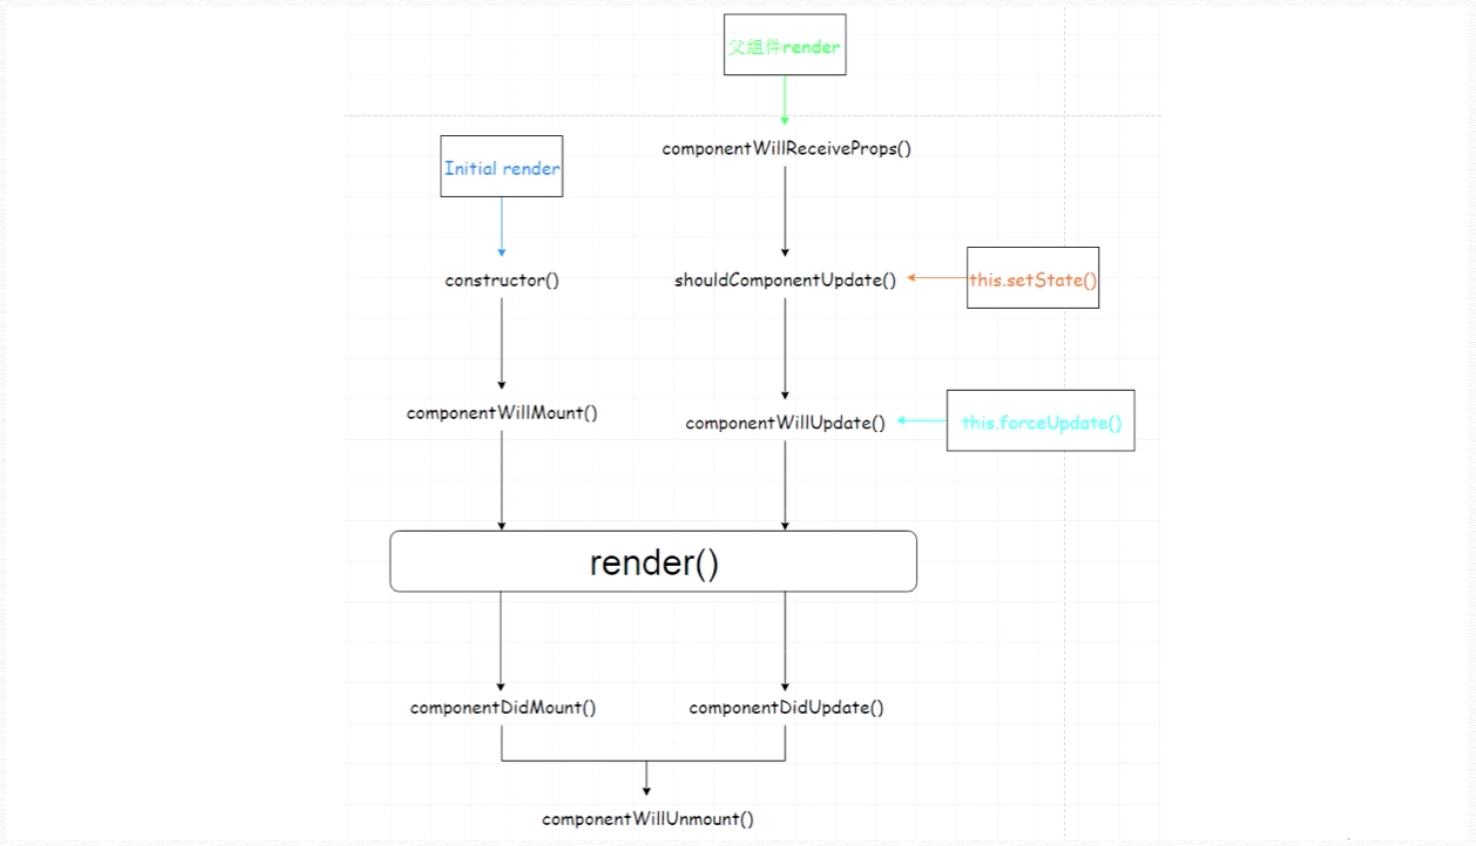 父组件render
componentWillReceiveProps()
Initial render
constructor()
shouldComponentUpdate()
this.setState()
componentWillMount()
componentWillUpdate()
this.forceUpdate()
render()
componentDidMount()
componentDidUpdate()
componentWillUnmount()